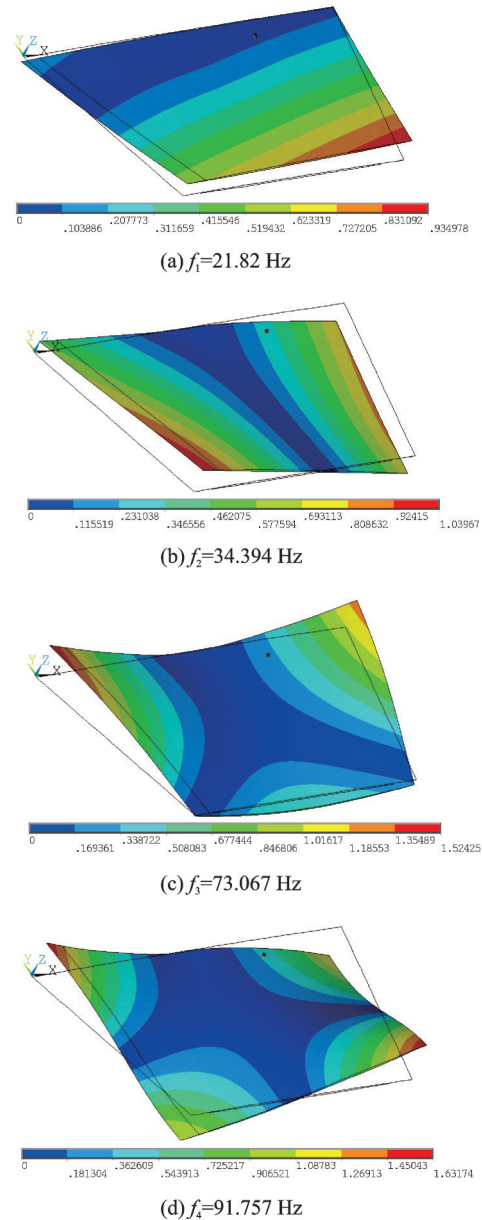 Y Z X
0 .207773 .415546 .623319 .831092
.103886 .311659 .519432 .727205 .934978
(a) f₁=21.82 Hz
Y Z X
0 .231038 .462075 .693113 .92415
.115519 .346556 .577594 .808632 1.03967
(b) f₂=34.394 Hz
Y Z X
0 .338722 .677444 1.01617 1.35489
.169361 .508083 .846806 1.18553 1.52425
(c) f₃=73.067 Hz
Y Z X
0 .362609 .725217 1.08783 1.45043
.181304 .543913 .906521 1.26913 1.63174
(d) f₄=91.757 Hz